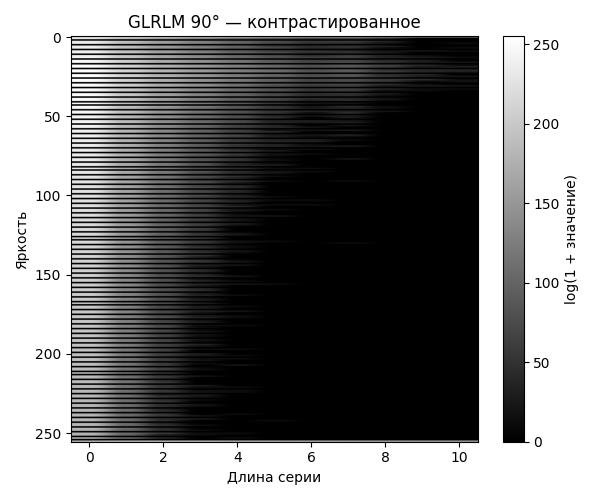 GLRLM 90° — контрастированное
0
50
100
150
200
250
Яркость
0 2 4 6 8 10
Длина серии
250
200
150
100
50
0
log(1 + значение)